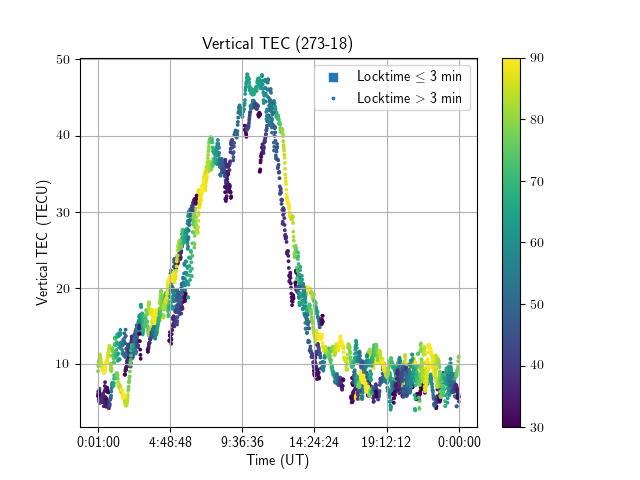 Vertical TEC (273-18)
Locktime ≤ 3 min
Locktime > 3 min
Vertical TEC (TECU)
50
40
30
20
10
0:01:00 4:48:48 9:36:36 14:24:24 19:12:12 0:00:00
Time (UT)
90
80
70
60
50
40
30